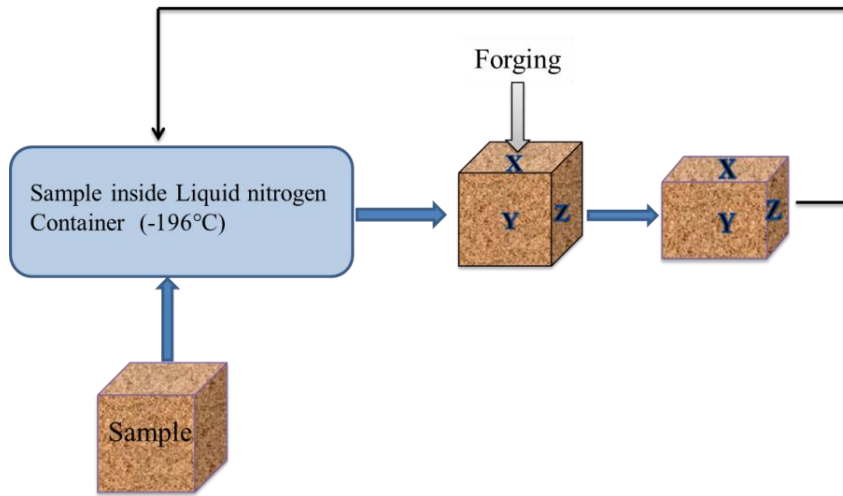 Forging
Sample inside Liquid nitrogen
Container (-196°C)
X
Y
Z
X
Y
Z
Sample